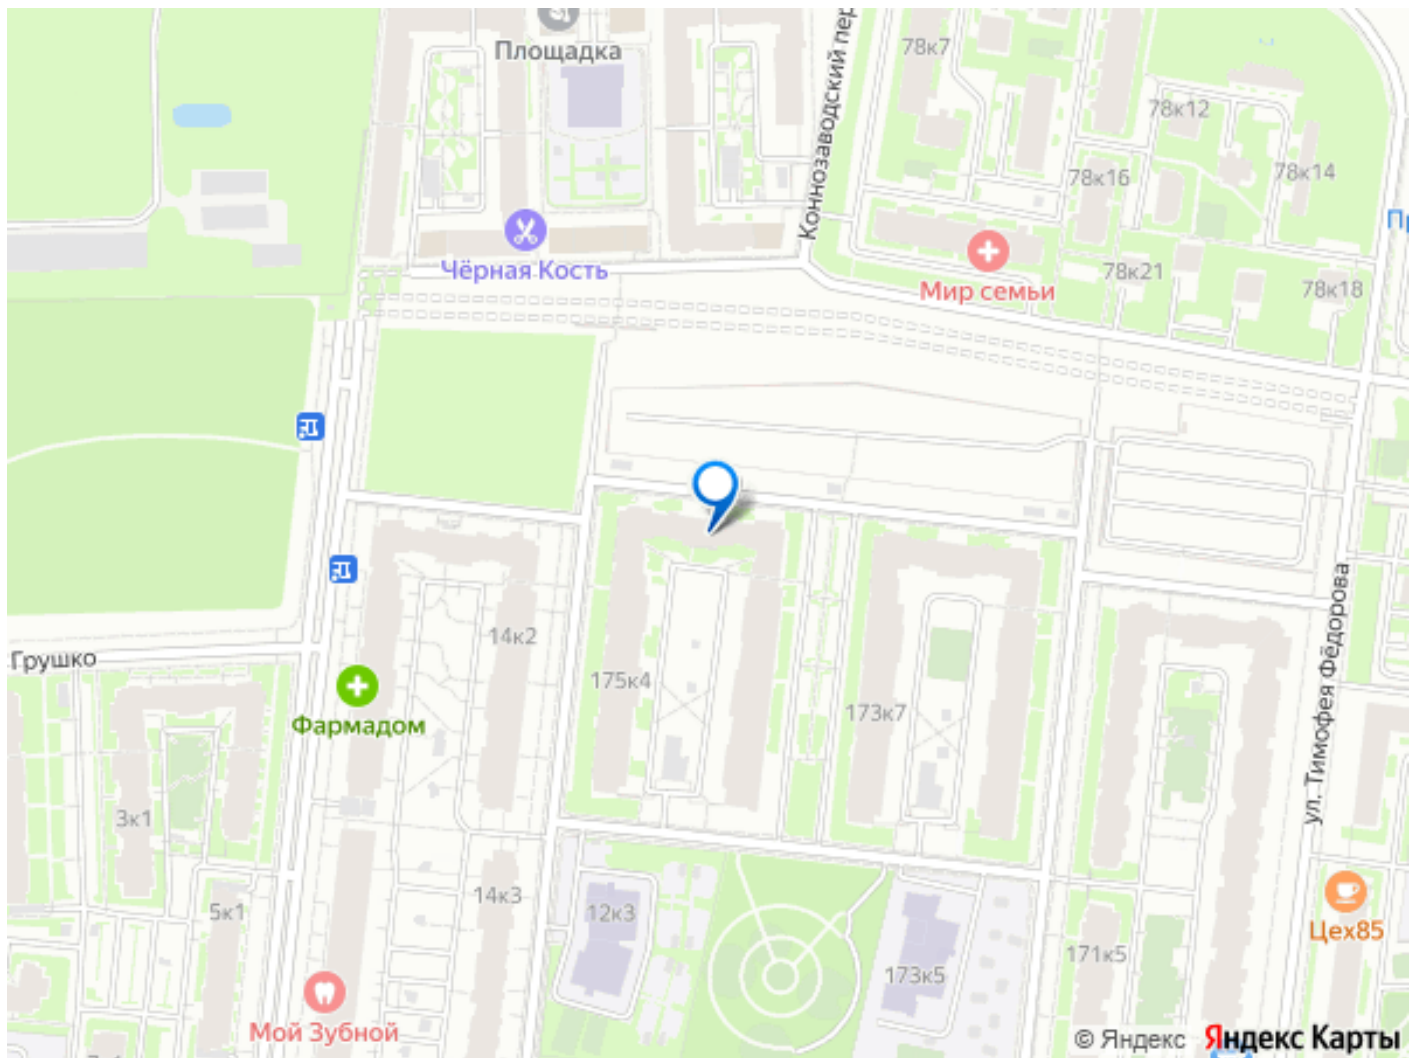 Площадка
78к7
Коннозаводский пер
78к12
78к16
78к14
Пр
Чёрная Кость
Мир семьи
78к21
78к18
Грушко
14к2
Фармадом
175к4
173к7
ул. Тимофея Фёдорова
3к1
5к1
14к3
12к3
173к5
171к5
Цех85
Мой Зубной
© Яндекс Яндекс Карты